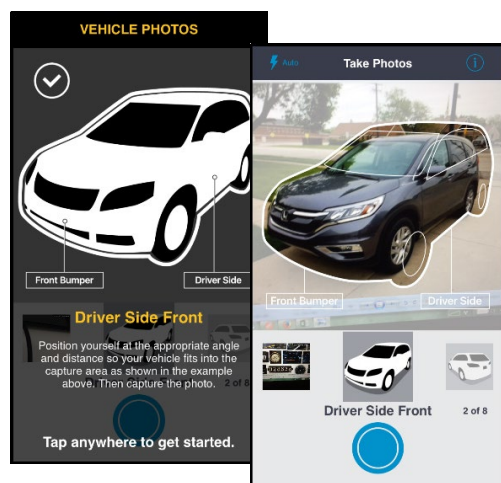 VEHICLE PHOTOS
Front Bumper
Driver Side
Driver Side Front
Position yourself at the appropriate angle
and distance so your vehicle fits into the
capture area as shown in the example
above. Then capture the photo.
2 of 8
Tap anywhere to get started.
Auto
Take Photos
Front Bumper
Driver Side
Driver Side Front
2 of 8